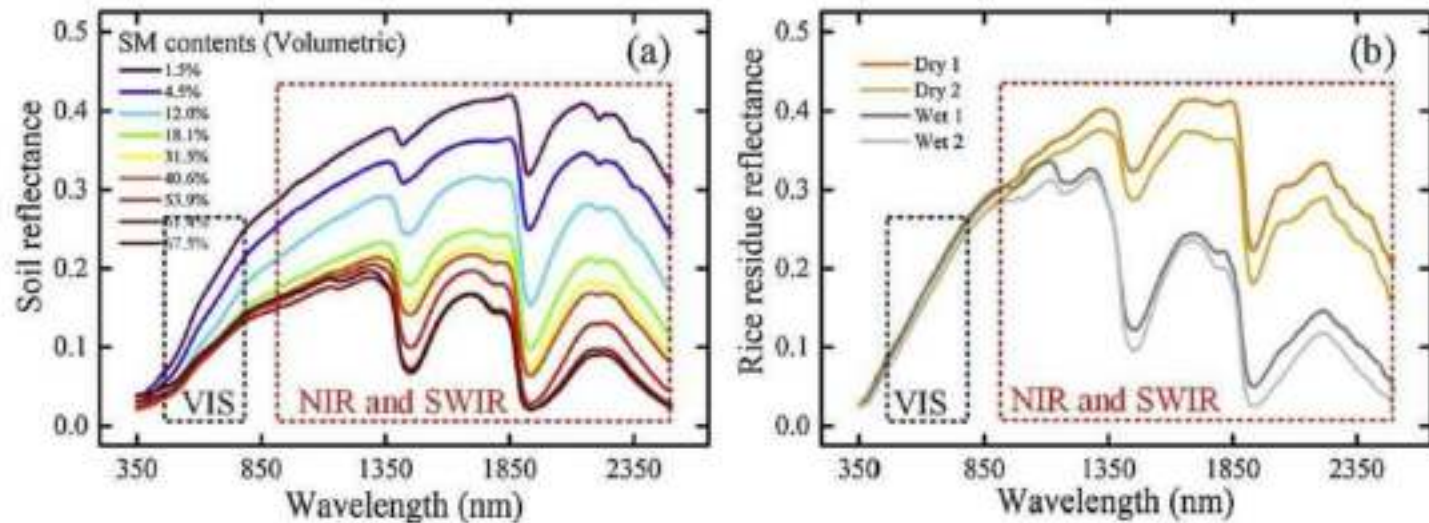 SM contents (Volumetric)
(a)
1.5%
4.5%
12.0%
18.1%
31.5%
40.6%
53.9%
VIS
NIR and SWIR
0.5
0.4
0.3
0.2
0.1
0.0
Soil reflectance
350 850 1350 1850 2350
Wavelength (nm)
(b)
Dry 1
Dry 2
Wet 1
Wet 2
VIS
NIR and SWIR
0.5
0.4
0.3
0.2
0.1
0.0
Rice residue reflectance
350 850 1350 1850 2350
Wavelength (nm)